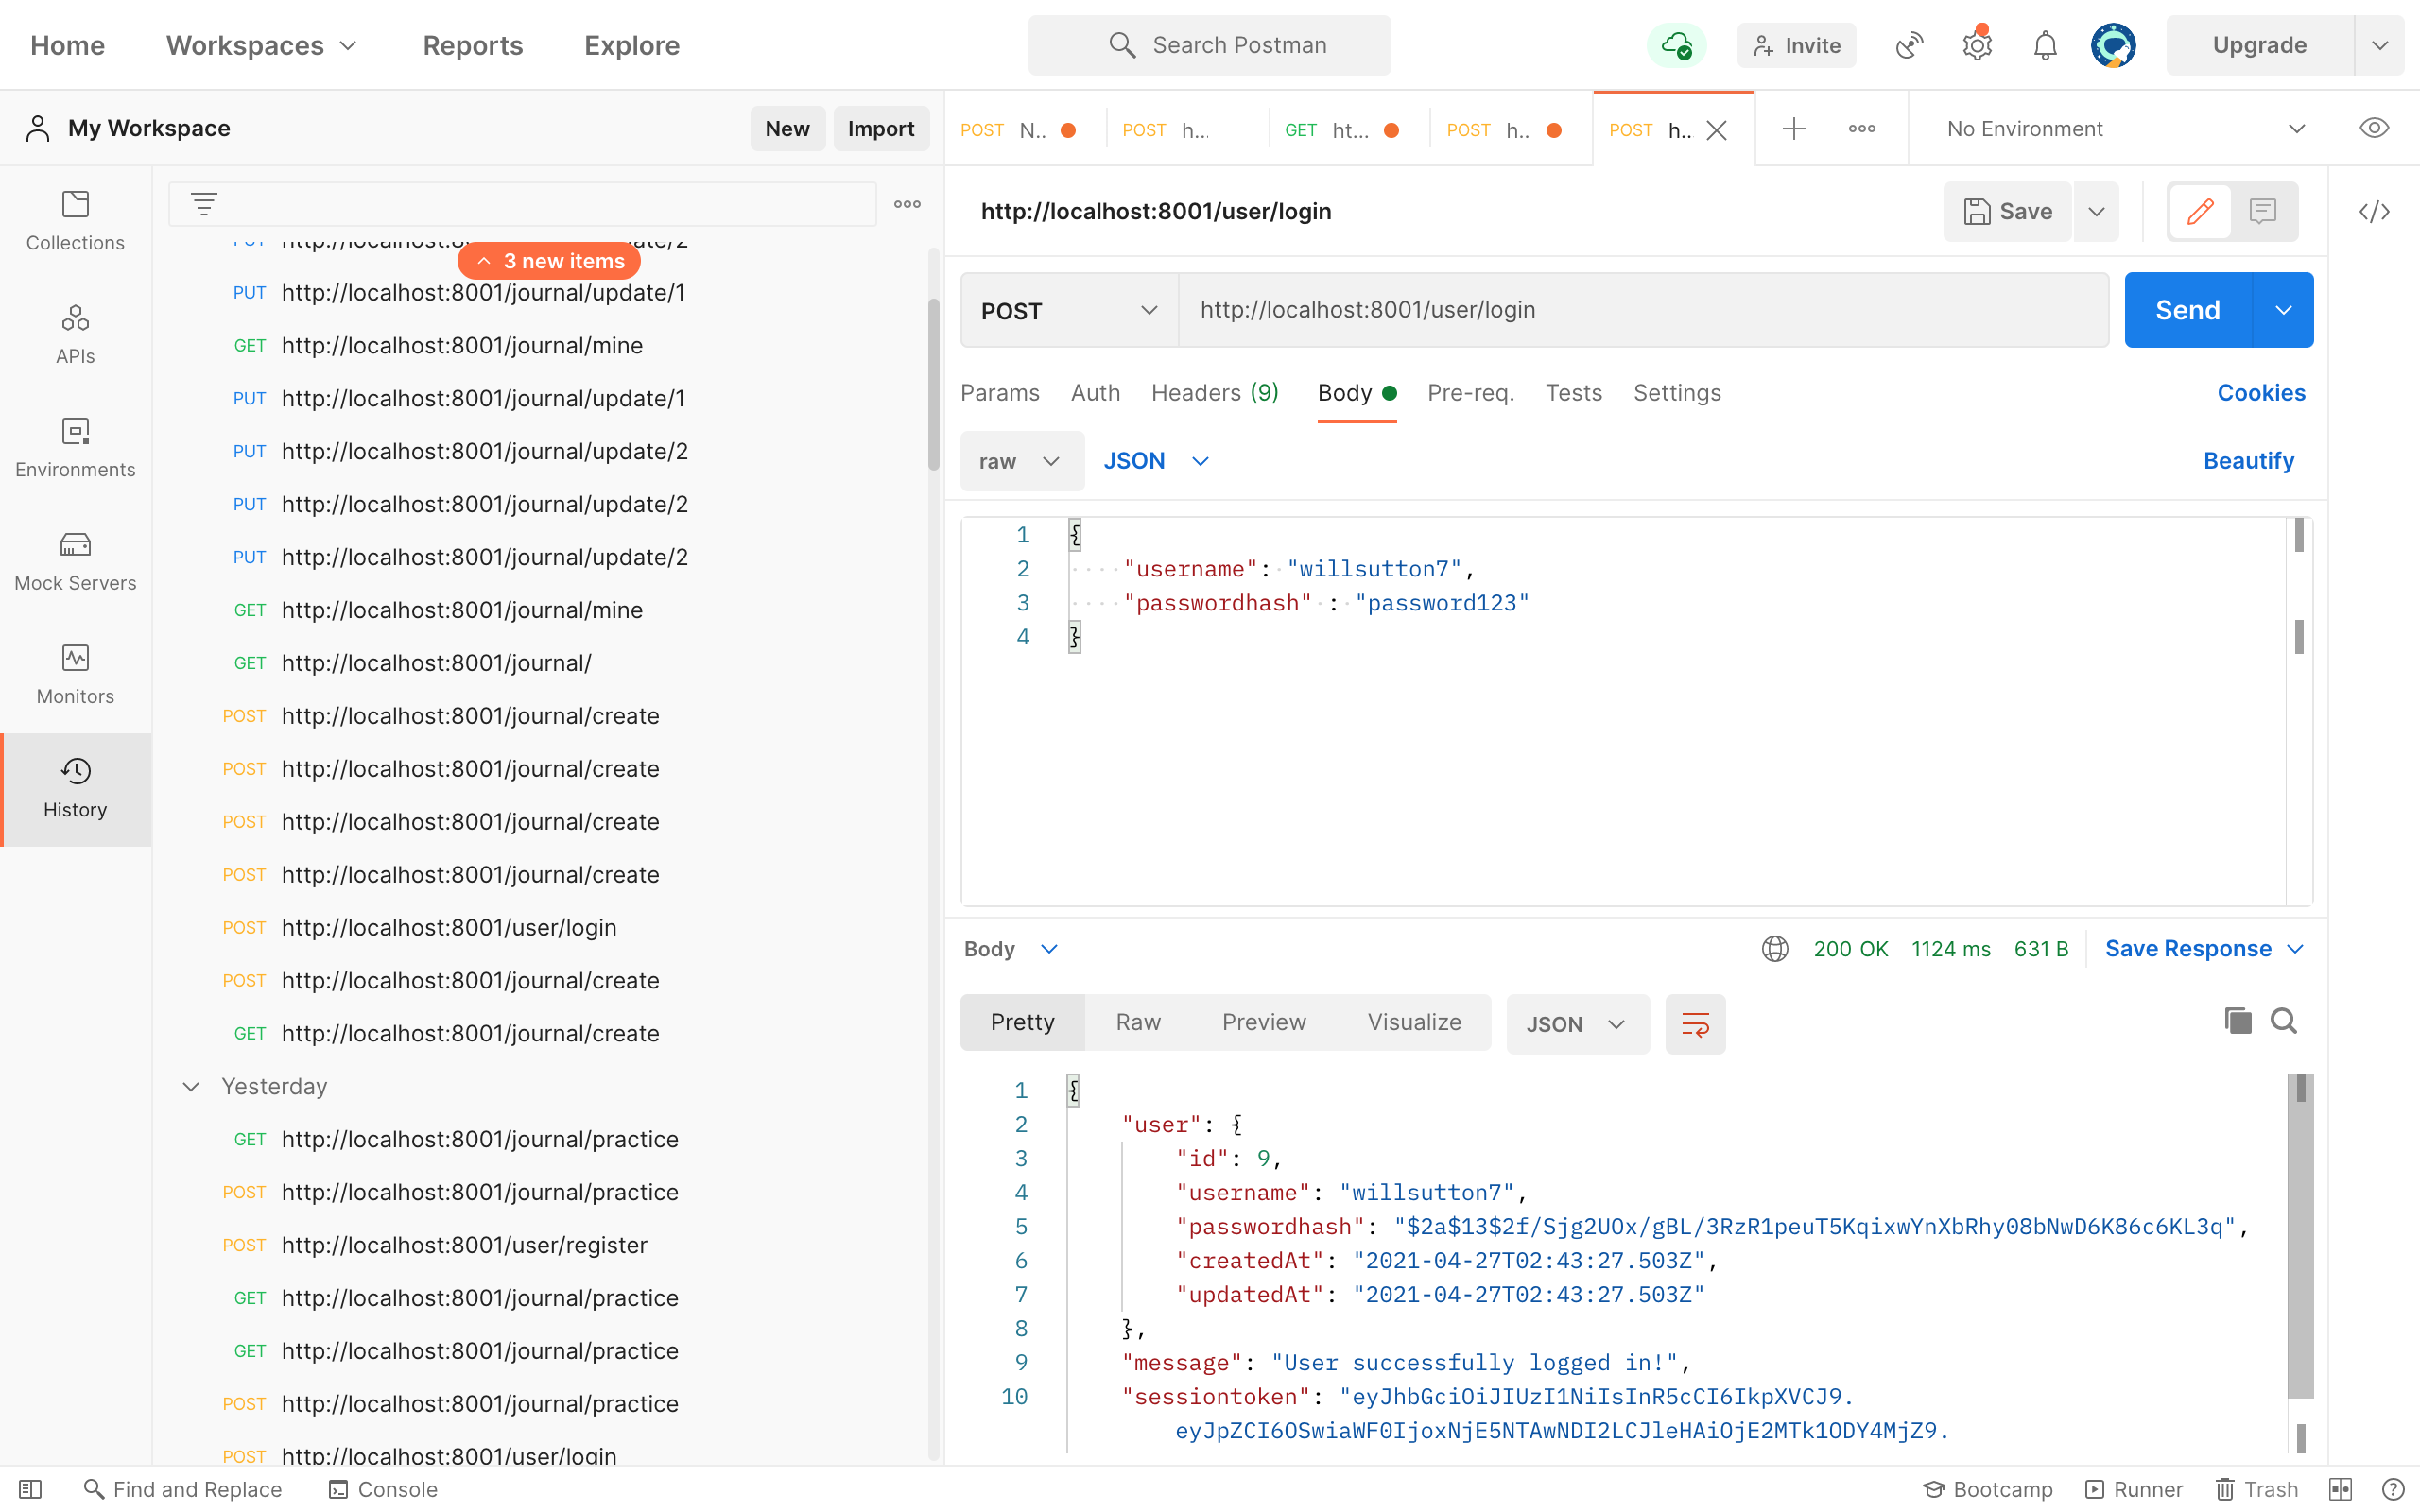 Home Workspaces Reports Explore Search Postman Invite Upgrade
My Workspace New Import POST N.. POST h... GET ht... POST h.. POST h.. No Environment
Collections
APIs
Environments
Mock Servers
Monitors
History
3 new items
PUT http://localhost:8001/journal/update/2
PUT http://localhost:8001/journal/update/1
GET http://localhost:8001/journal/mine
PUT http://localhost:8001/journal/update/1
PUT http://localhost:8001/journal/update/2
PUT http://localhost:8001/journal/update/2
PUT http://localhost:8001/journal/update/2
GET http://localhost:8001/journal/mine
GET http://localhost:8001/journal/
POST http://localhost:8001/journal/create
POST http://localhost:8001/journal/create
POST http://localhost:8001/journal/create
POST http://localhost:8001/journal/create
POST http://localhost:8001/user/login
POST http://localhost:8001/journal/create
GET http://localhost:8001/journal/create
Yesterday
GET http://localhost:8001/journal/practice
POST http://localhost:8001/journal/practice
POST http://localhost:8001/user/register
GET http://localhost:8001/journal/practice
GET http://localhost:8001/journal/practice
POST http://localhost:8001/journal/practice
POST http://localhost:8001/user/login
http://localhost:8001/user/login Save
POST http://localhost:8001/user/login Send
Params Auth Headers (9) Body Pre-req. Tests Settings Cookies
raw JSON Beautify
1 {
2 "username": "willsutton7",
3 "passwordhash" : "password123"
4 }
Body 200 OK 1124 ms 631 B Save Response
Pretty Raw Preview Visualize JSON
1 {
2 "user": {
3 "id": 9,
4 "username": "willsutton7",
5 "passwordhash": "$2a$13$2f/Sjg2UOx/gBL/3RzR1peuT5KqixwYnXbRhy08bNwD6K86c6KL3q",
6 "createdAt": "2021-04-27T02:43:27.503Z",
7 "updatedAt": "2021-04-27T02:43:27.503Z"
8 },
9 "message": "User successfully logged in!",
10 "sessiontoken": "eyJhbGciOiJIUzI1NiIsInR5cCI6IkpXVCJ9.
eyJpZCI6OSwiaWF0IjoxNjE5NTAwNDI2LCJleHAiOjE2MTk1ODY4MjZ9.
Find and Replace Console Bootcamp Runner Trash